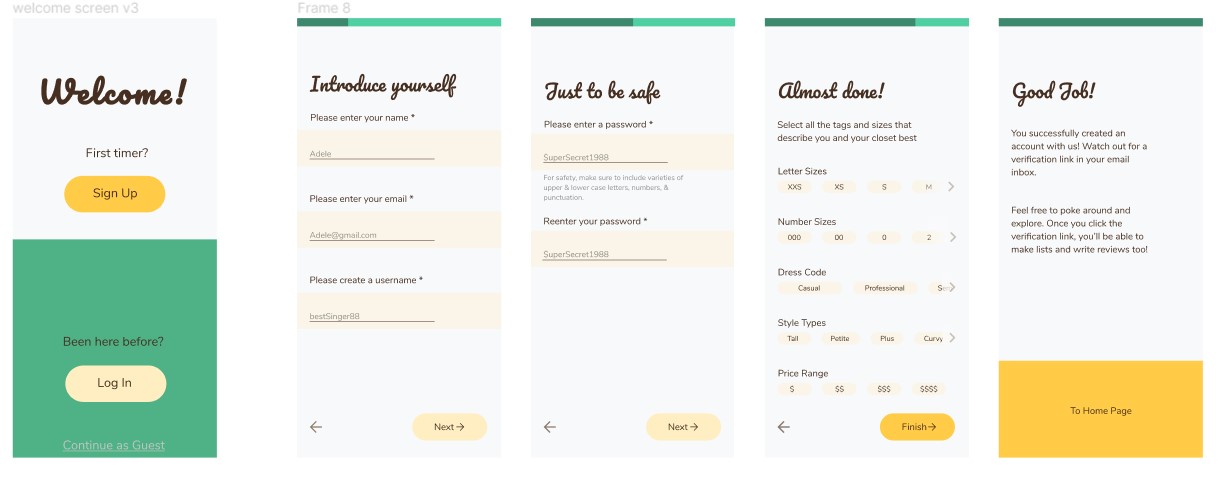 welcome screen v3
Welcome!
First timer?
Sign Up
Been here before?
Log In
Continue as Guest
Frame 8
Introduce yourself
Please enter your name *
Adele
Please enter your email *
Adele@gmail.com
Please create a username *
bestSinger88
Next
Just to be safe
Please enter a password *
SuperSecret1988
For safety, make sure to include varieties of
upper & lower case letters, numbers, &
punctuation.
Reenter your password *
SuperSecret1988
Next
Almost done!
Select all the tags and sizes that
describe you and your closet best
Letter Sizes
XXS XS S M
Number Sizes
000 00 0 2
Dress Code
Casual Professional
Style Types
Tall Petite Plus Curvy
Price Range
$ $$ $$$ $$$$
Finish
Good Job!
You successfully created an
account with us! Watch out for a
verification link in your email
inbox.
Feel free to poke around and
explore. Once you click the
verification link, you'll be able to
make lists and write reviews too!
To Home Page